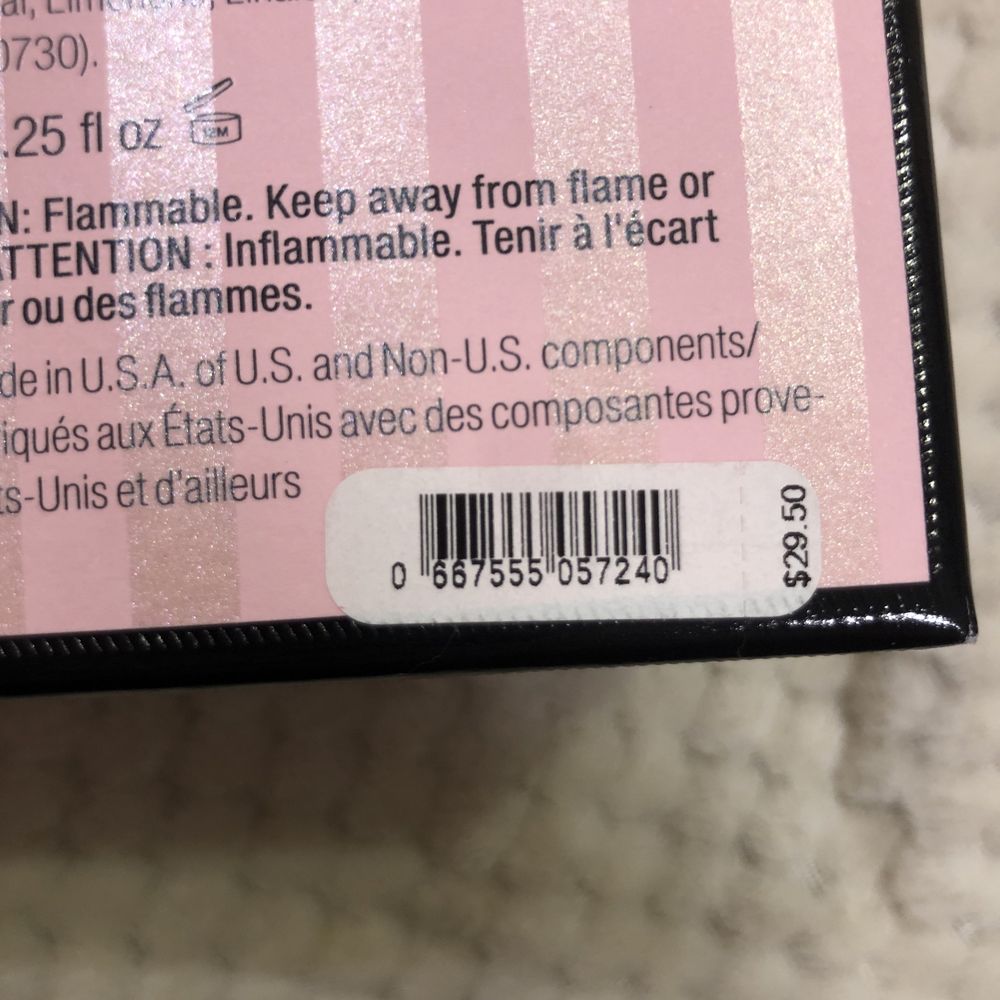 0730).
.25 fl oz 12M
N: Flammable. Keep away from flame or
ATTENTION : Inflammable. Tenir à l'écart
r ou des flammes.
de in U.S.A. of U.S. and Non-U.S. components/
iqués aux États-Unis avec des composantes prove-
ts-Unis et d'ailleurs
0 667555 057240
$29.50